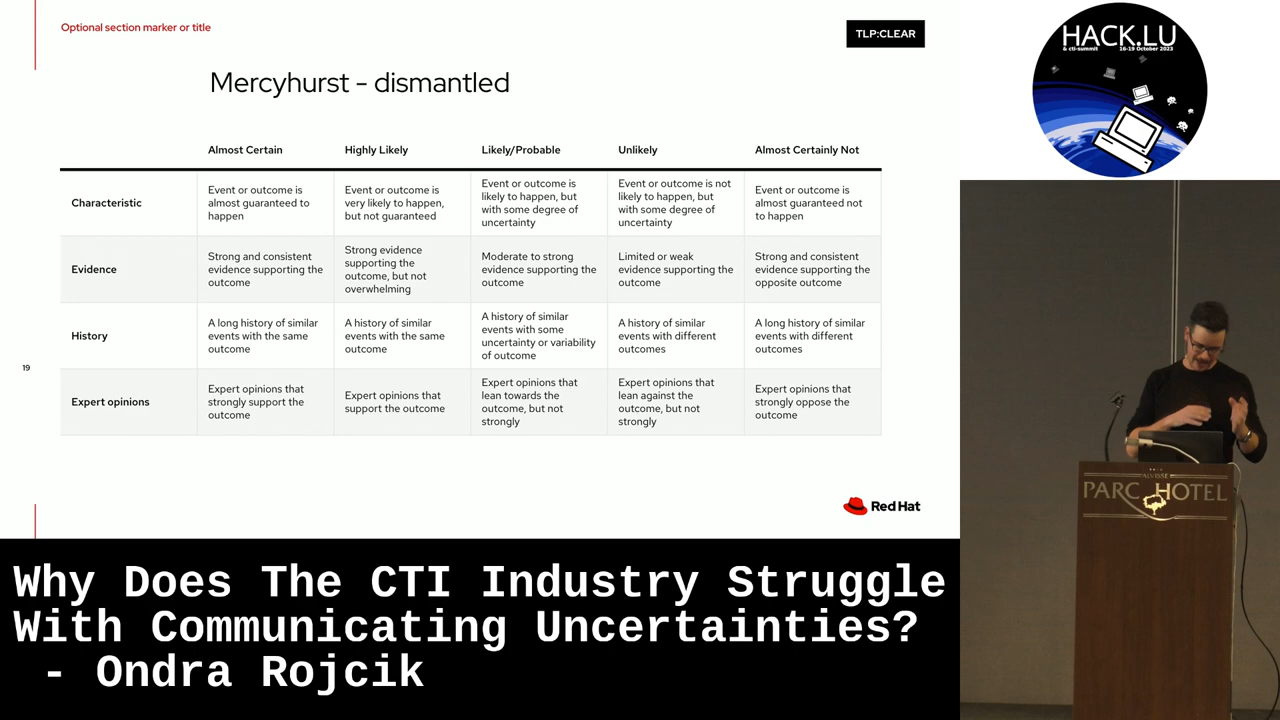 Optional section marker or title
TLP:CLEAR
Mercyhurst - dismantled
Almost Certain
Highly Likely
Likely/Probable
Unlikely
Almost Certainly Not
Characteristic
Event or outcome is
almost guaranteed to
happen
Event or outcome is
very likely to happen,
but not guaranteed
Event or outcome is
likely to happen, but
with some degree of
uncertainty
Event or outcome is not
likely to happen, but
with some degree of
uncertainty
Event or outcome is
almost guaranteed not
to happen
Evidence
Strong and consistent
evidence supporting the
outcome
Strong evidence
supporting the
outcome, but not
overwhelming
Moderate to strong
evidence supporting the
outcome
Limited or weak
evidence supporting the
outcome
Strong and consistent
evidence supporting the
opposite outcome
History
A long history of similar
events with the same
outcome
A history of similar
events with the same
outcome
A history of similar
events with some
uncertainty or variability
of outcome
A history of similar
events with different
outcomes
A long history of similar
events with different
outcomes
Expert opinions
Expert opinions that
strongly support the
outcome
Expert opinions that
support the outcome
Expert opinions that
lean towards the
outcome, but not
strongly
Expert opinions that
lean against the
outcome, but not
strongly
Expert opinions that
strongly oppose the
outcome
19
Red Hat
HACK.LU
& cti-summit 16-19 October 2023
ALVISSE
PARC HOTEL
Why Does The CTI Industry Struggle
With Communicating Uncertainties?
- Ondra Rojcik